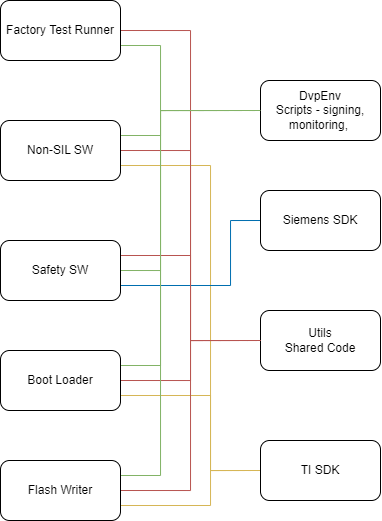 Factory Test Runner
DvpEnv
Scripts - signing,
monitoring,
Non-SIL SW
Siemens SDK
Safety SW
Utils
Shared Code
Boot Loader
TI SDK
Flash Writer